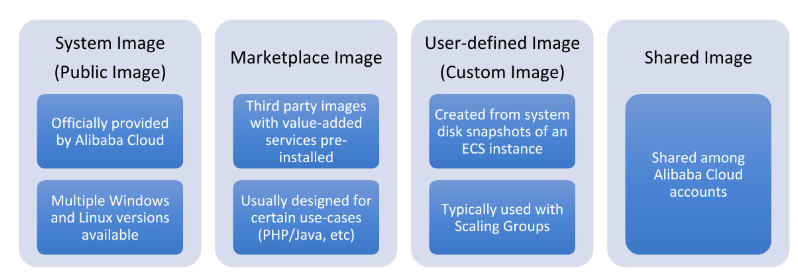 System Image
(Public Image)
Officially provided
by Alibaba Cloud
Multiple Windows
and Linux versions
available
Marketplace Image
Third party images
with value-added
services pre-
installed
Usually designed for
certain use-cases
(PHP/Java, etc)
User-defined Image
(Custom Image)
Created from system
disk snapshots of an
ECS instance
Typically used with
Scaling Groups
Shared Image
Shared among
Alibaba Cloud
accounts